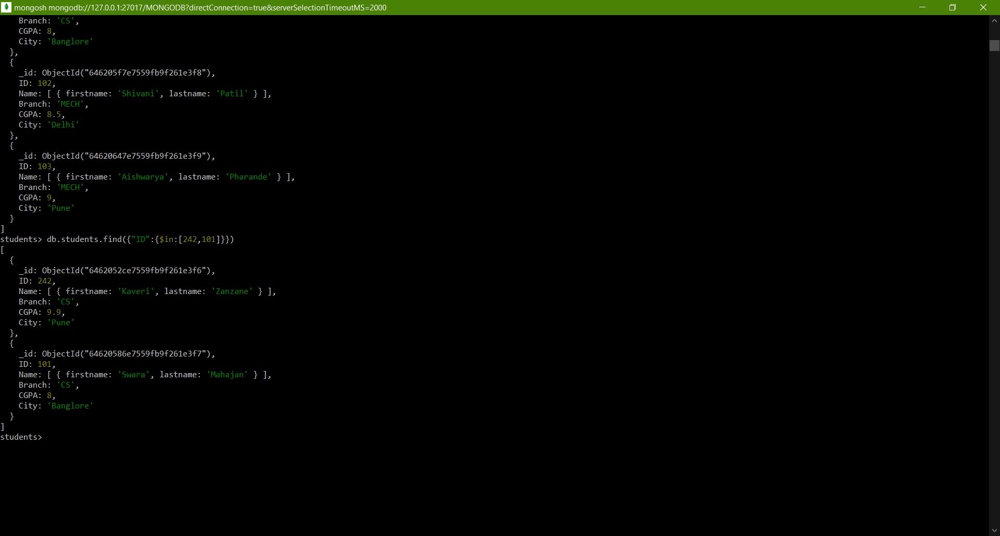 mongosh mongodb://127.0.0.1:27017/MONGODB?directConnection=true&serverSelectionTimeoutMS=2000
    Branch: 'CS',
    CGPA: 8,
    City: 'Banglore'
  },
  {
    _id: ObjectId("646205f7e7559fb9f261e3f8"),
    ID: 102,
    Name: [ { firstname: 'Shivani', lastname: 'Patil' } ],
    Branch: 'MECH',
    CGPA: 8.5,
    City: 'Delhi'
  },
  {
    _id: ObjectId("64620647e7559fb9f261e3f9"),
    ID: 103,
    Name: [ { firstname: 'Aishwarya', lastname: 'Pharande' } ],
    Branch: 'MECH',
    CGPA: 9,
    City: 'Pune'
  }
]
students> db.students.find({"ID":{$in:[242,101]}})
[
  {
    _id: ObjectId("6462052ce7559fb9f261e3f6"),
    ID: 242,
    Name: [ { firstname: 'Kaveri', lastname: 'Zanzane' } ],
    Branch: 'CS',
    CGPA: 9.9,
    City: 'Pune'
  },
  {
    _id: ObjectId("64620586e7559fb9f261e3f7"),
    ID: 101,
    Name: [ { firstname: 'Swara', lastname: 'Mahajan' } ],
    Branch: 'CS',
    CGPA: 8,
    City: 'Banglore'
  }
]
students>